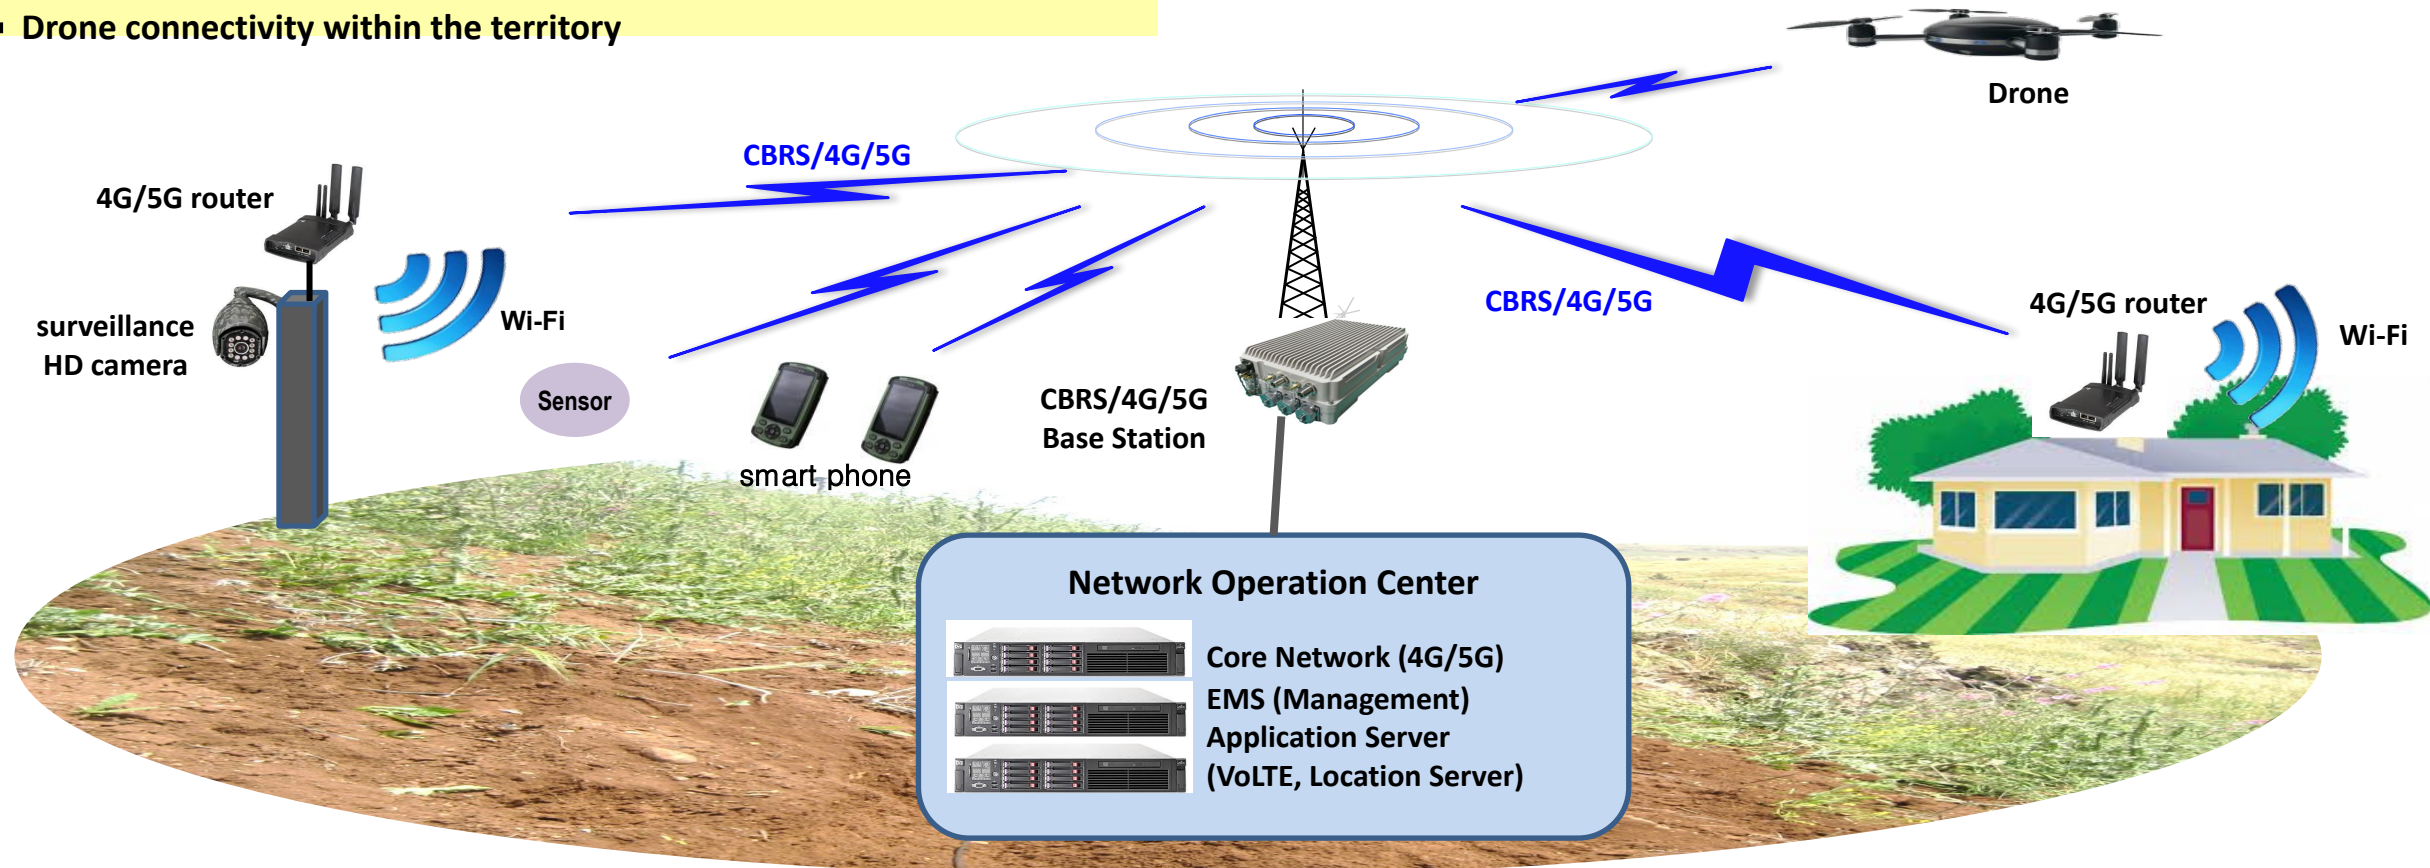 ▪ Drone connectivity within the territory
Drone
CBRS/4G/5G
4G/5G router
CBRS/4G/5G
4G/5G router
Wi-Fi
Wi-Fi
surveillance
HD camera
Sensor
CBRS/4G/5G
Base Station
smart phone
Network Operation Center
Core Network (4G/5G)
EMS (Management)
Application Server
(VoLTE, Location Server)